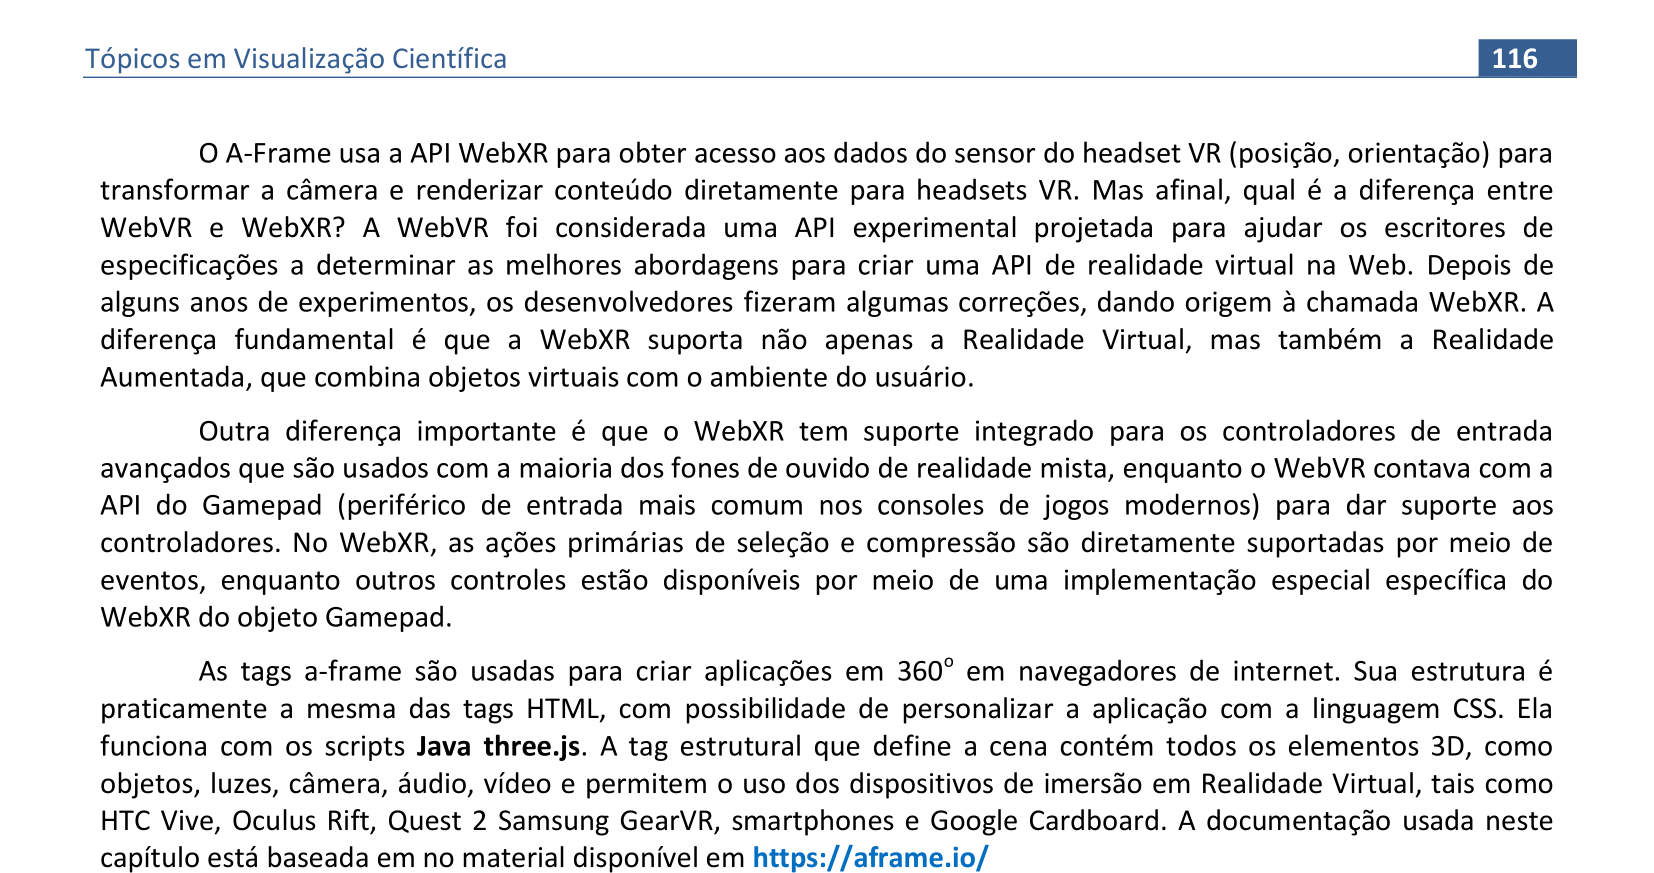 Tópicos em Visualização Científica
116
O A-Frame usa a API WebXR para obter acesso aos dados do sensor do headset VR (posição, orientação) para
transformar a câmera e renderizar conteúdo diretamente para headsets VR. Mas afinal, qual é a diferença entre
WebVR e WebXR? A WebVR foi considerada uma API experimental projetada para ajudar os escritores de
especificações a determinar as melhores abordagens para criar uma API de realidade virtual na Web. Depois de
alguns anos de experimentos, os desenvolvedores fizeram algumas correções, dando origem à chamada WebXR. A
diferença fundamental é que a WebXR suporta não apenas a Realidade Virtual, mas também a Realidade
Aumentada, que combina objetos virtuais com o ambiente do usuário.
Outra diferença importante é que o WebXR tem suporte integrado para os controladores de entrada
avançados que são usados com a maioria dos fones de ouvido de realidade mista, enquanto o WebVR contava com a
API do Gamepad (periférico de entrada mais comum nos consoles de jogos modernos) para dar suporte aos
controladores. No WebXR, as ações primárias de seleção e compressão são diretamente suportadas por meio de
eventos, enquanto outros controles estão disponíveis por meio de uma implementação especial específica do
WebXR do objeto Gamepad.
As tags a-frame são usadas para criar aplicações em 360º em navegadores de internet. Sua estrutura é
praticamente a mesma das tags HTML, com possibilidade de personalizar a aplicação com a linguagem CSS. Ela
funciona com os scripts Java three.js. A tag estrutural que define a cena contém todos os elementos 3D, como
objetos, luzes, câmera, áudio, vídeo e permitem o uso dos dispositivos de imersão em Realidade Virtual, tais como
HTC Vive, Oculus Rift, Quest 2 Samsung GearVR, smartphones e Google Cardboard. A documentação usada neste
capítulo está baseada em no material disponível em https://aframe.io/